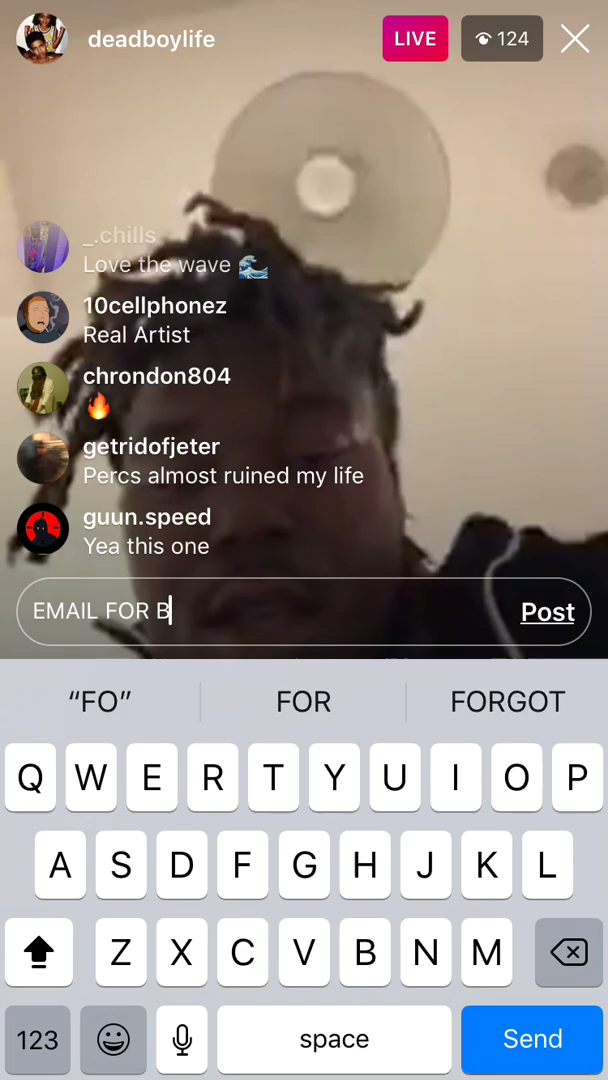 deadboylife
LIVE
124
_.chills
Love the wave 🌊
10cellphonez
Real Artist
chrondon804
🔥
getridofjeter
Percs almost ruined my life
guun.speed
Yea this one
EMAIL FOR B
Post
“FO” FOR FORGOT
Q W E R T Y U I O P
A S D F G H J K L
Z X C V B N M
123 space Send